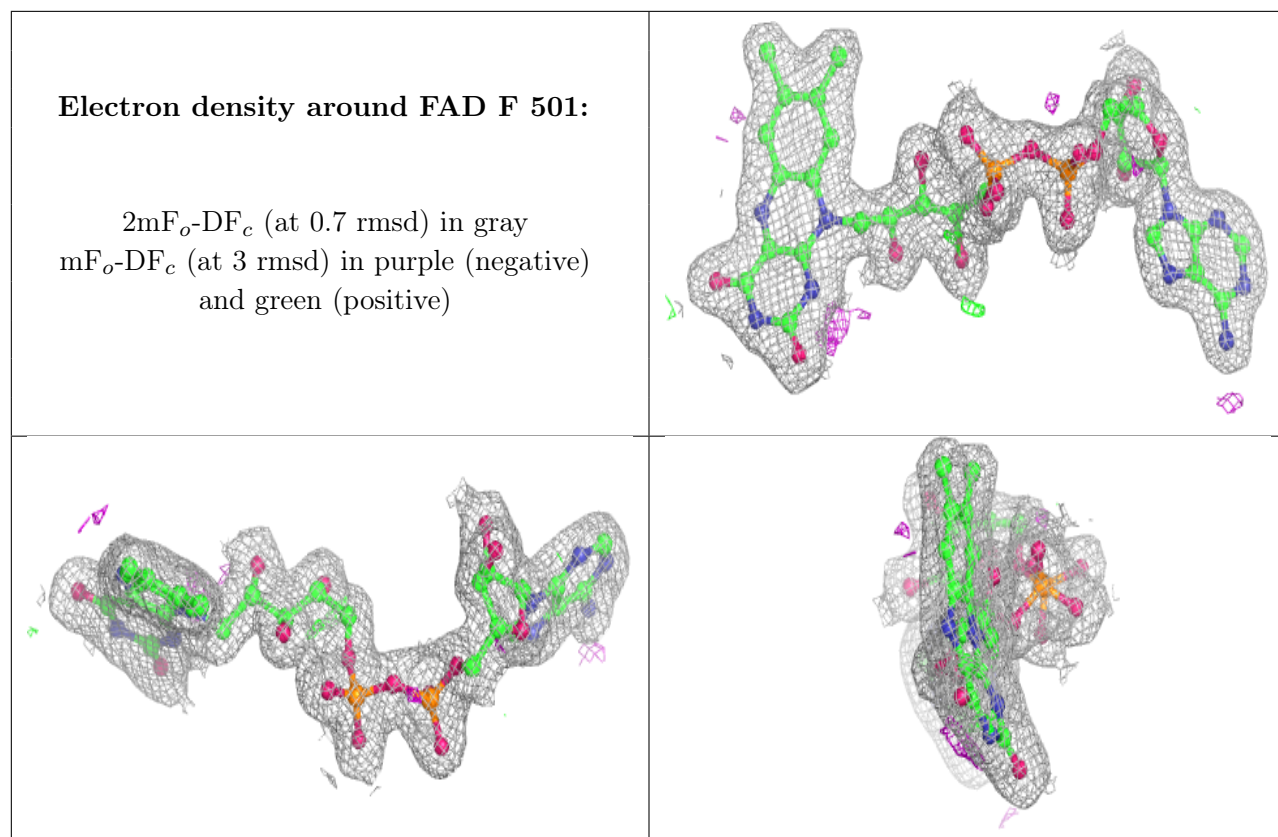 Electron density around FAD F 501:
2mFₒ-DF𝒸 (at 0.7 rmsd) in gray
mFₒ-DF𝒸 (at 3 rmsd) in purple (negative)
and green (positive)